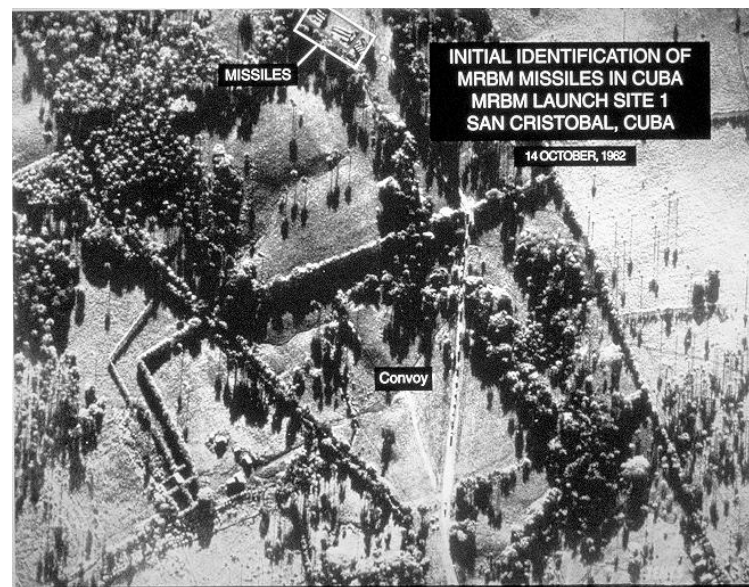 INITIAL IDENTIFICATION OF
MRBM MISSILES IN CUBA
MRBM LAUNCH SITE 1
SAN CRISTOBAL, CUBA
14 OCTOBER, 1962
MISSILES
Convoy